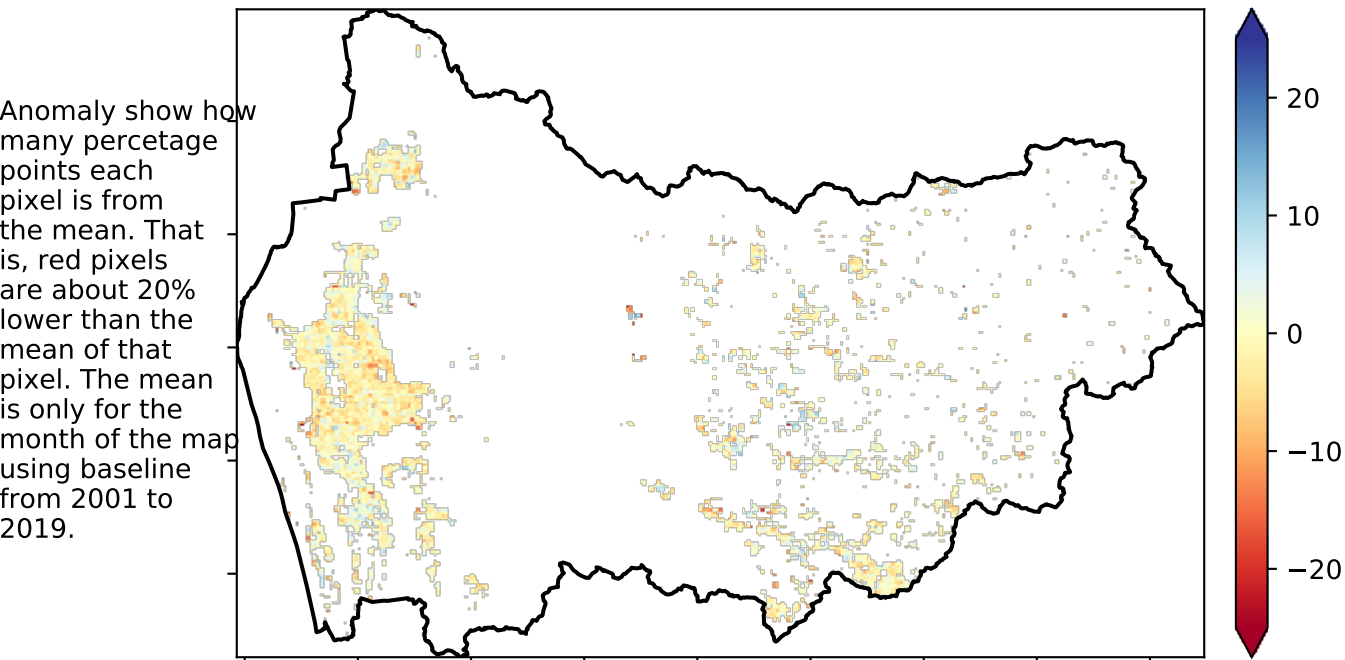 Anomaly show how
many percetage
points each
pixel is from
the mean. That
is, red pixels
are about 20%
lower than the
mean of that
pixel. The mean
is only for the
month of the map
using baseline
from 2001 to
2019.
20
10
0
−10
−20